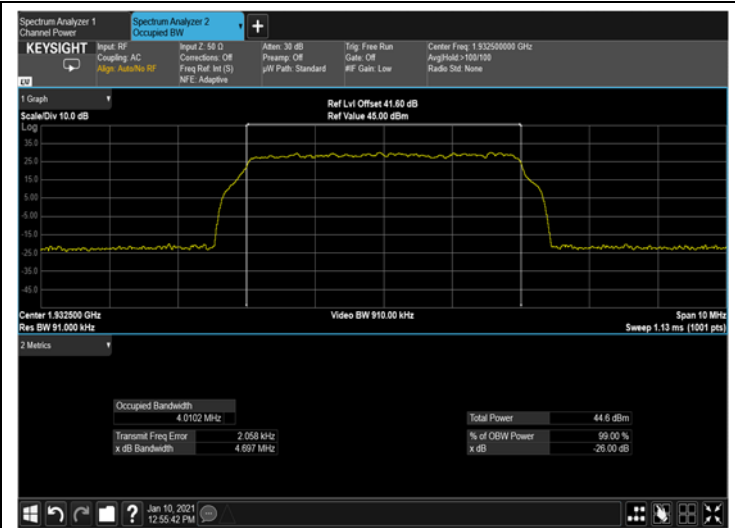 Spectrum Analyzer 1
Channel Power
Spectrum Analyzer 2
Occupied BW
+
KEYSIGHT
Input: RF
Coupling: AC
Align: Auto/No RF
Input Z: 50 Ω
Corrections: Off
Freq Ref: Int (S)
NFE: Adaptive
Atten: 30 dB
Preamp: Off
µW Path: Standard
Trig: Free Run
Gate: Off
#IF Gain: Low
Center Freq: 1.932500000 GHz
Avg|Hold:>100/100
Radio Std: None
LXI
1 Graph
Scale/Div 10.0 dB
Ref Lvl Offset 41.60 dB
Ref Value 45.00 dBm
Log
35.0
25.0
15.0
5.00
-5.00
-15.0
-25.0
-35.0
-45.0
Center 1.932500 GHz
Res BW 91.000 kHz
Video BW 910.00 kHz
Span 10 MHz
Sweep 1.13 ms (1001 pts)
2 Metrics
Occupied Bandwidth
4.0102 MHz
Transmit Freq Error 2.058 kHz
x dB Bandwidth 4.697 MHz
Total Power 44.6 dBm
% of OBW Power 99.00 %
x dB -26.00 dB
?
Jan 10, 2021
12:55:42 PM